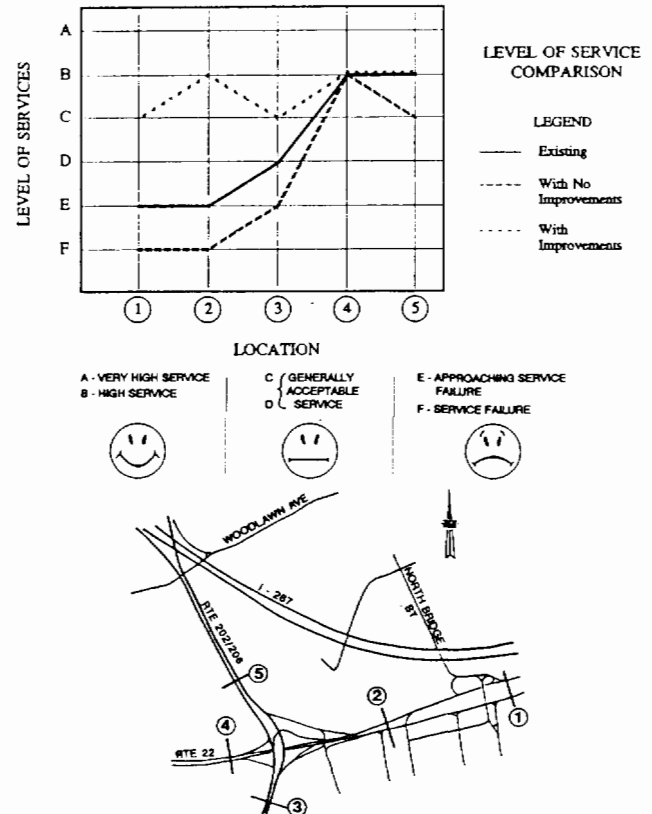 LEVEL OF SERVICES
A
B
C
D
E
F
1 2 3 4 5
LOCATION
LEVEL OF SERVICE
COMPARISON
LEGEND
Existing
With No
Improvements
With
Improvements
A - VERY HIGH SERVICE
B - HIGH SERVICE
C GENERALLY
ACCEPTABLE
D SERVICE
E - APPROACHING SERVICE
FAILURE
F - SERVICE FAILURE
WOODLAWN AVE
I - 287
NORTH BRIDGE
ST
RTE 202/206
5
4
2
1
RTE 22
3